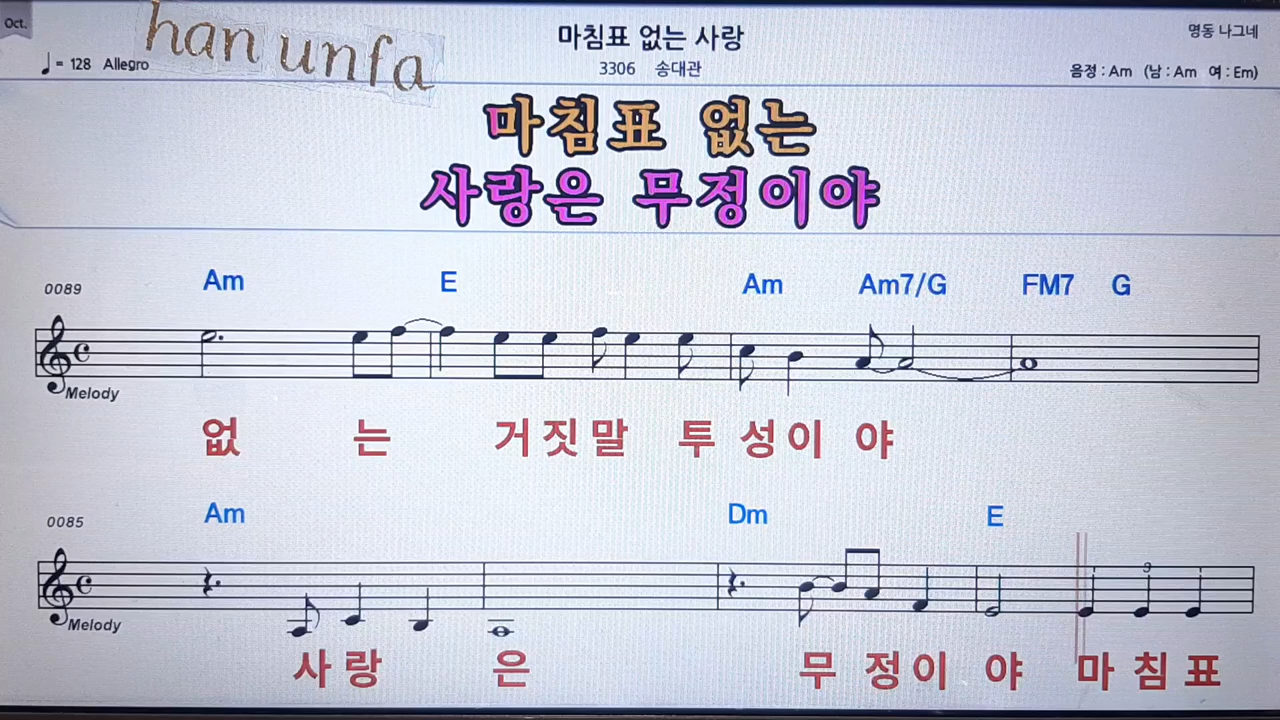 Oct.
han unfa
마침표 없는 사랑
명동 나그네
♩= 128 Allegro
3306 송대관
음정 : Am (남 : Am 여 : Em)
마침표 없는
사랑은 무정이야
0089
Am E Am Am7/G FM7 G
Melody
없 는 거짓말 투성이 야
0085
Am Dm E
3
Melody
사랑 은 무 정이 야 마 침 표